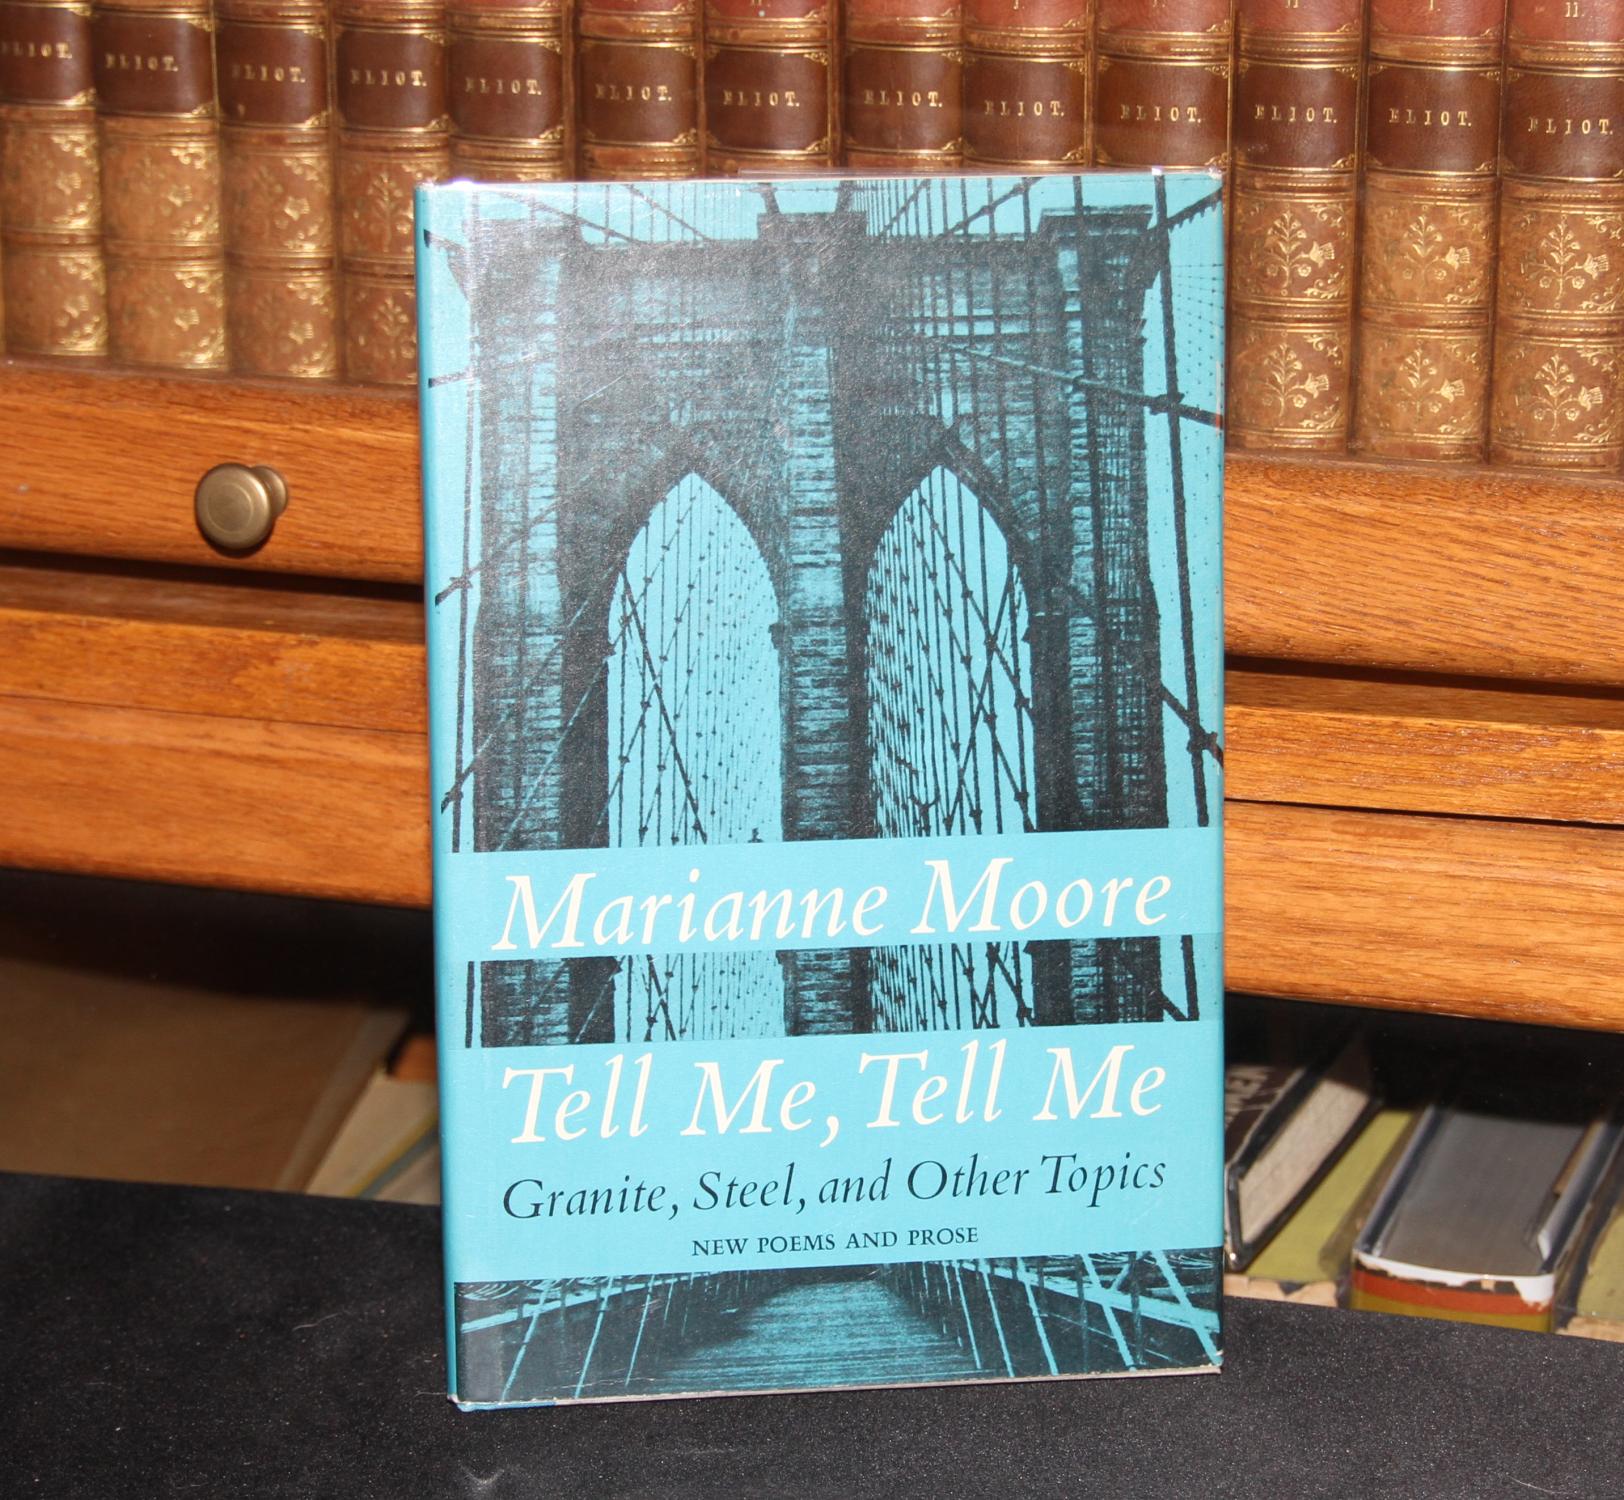 ELIOT.
ELIOT.
ELIOT.
ELIOT.
ELIOT.
ELIOT.
ELIOT.
ELIOT.
ELIOT.
ELIOT.
ELIOT.
ELIOT.
ELIOT.
Marianne Moore
Tell Me, Tell Me
Granite, Steel, and Other Topics
NEW POEMS AND PROSE